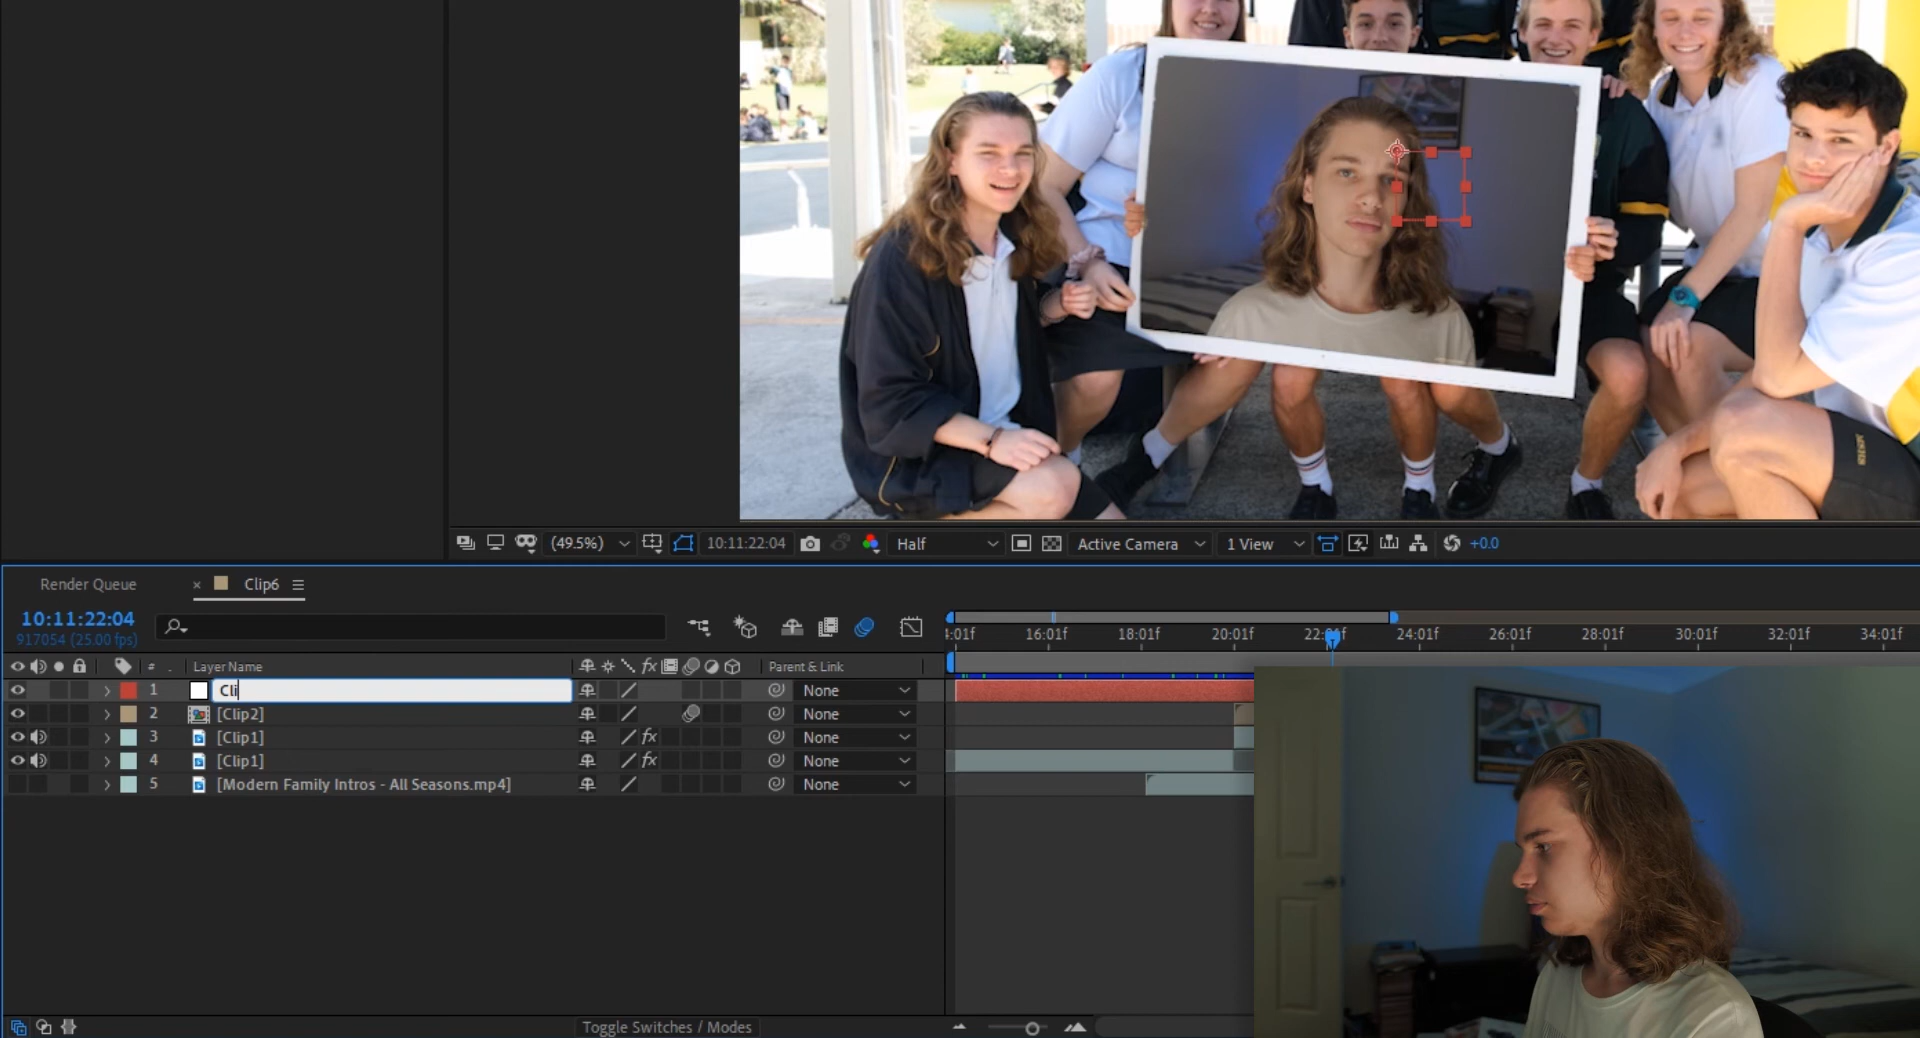 (49.5%) 10:11:22:04 Half Active Camera 1 View +0.0
Render Queue × Clip6
10:11:22:04
917054 (25.00 fps)
:01f 16:01f 18:01f 20:01f 22:01f 24:01f 26:01f 28:01f 30:01f 32:01f 34:01f
# . Layer Name fx Parent & Link
1 Cli None
2 [Clip2] None
3 [Clip1] fx None
4 [Clip1] fx None
5 [Modern Family Intros - All Seasons.mp4] None
Toggle Switches / Modes